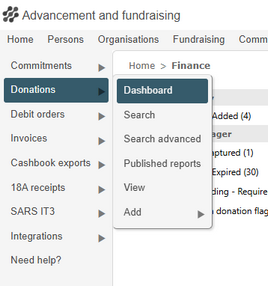 Advancement and fundraising
Home Persons Organisations Fundraising Comm
Home > Finance
Commitments
Donations
Debit orders
Invoices
Cashbook exports
18A receipts
SARS IT3
Integrations
Need help?
Dashboard
Search
Search advanced
Published reports
View
Add
Added (4)
ager
aptured (1)
Expired (30)
ding - Require
donation flag